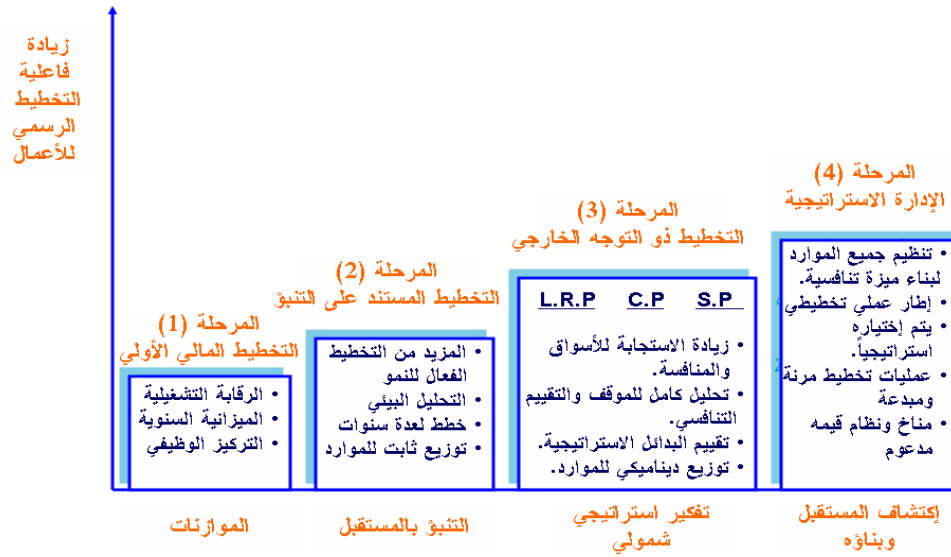 زيادة
فاعلية
التخطيط
الرسمي
للأعمال
المرحلة (1)
التخطيط المالي الأولي
• الرقابة التشغيلية
• الميزانية السنوية
• التركيز الوظيفي
الموازنات
المرحلة (2)
التخطيط المستند على التنبؤ
• المزيد من التخطيط
الفعال للنمو
• التحليل البيئي
• خطط لعدة سنوات
• توزيع ثابت للموارد
التنبؤ بالمستقبل
المرحلة (3)
التخطيط ذو التوجه الخارجي
L.R.P C.P S.P
• زيادة الاستجابة للأسواق
والمنافسة.
• تحليل كامل للموقف والتقييم
التنافسي.
• تقييم البدائل الاستراتيجية.
• توزيع ديناميكي للموارد.
تفكير استراتيجي
شمولي
المرحلة (4)
الإدارة الاستراتيجية
• تنظيم جميع الموارد
لبناء ميزة تنافسية.
• إطار عملي تخطيطي
• يتم إختياره
استراتيجياً.
• عمليات تخطيط مرنة
ومبدعة
• مناخ ونظام قيمه
مدعوم
إكتشاف المستقبل
وبناؤه